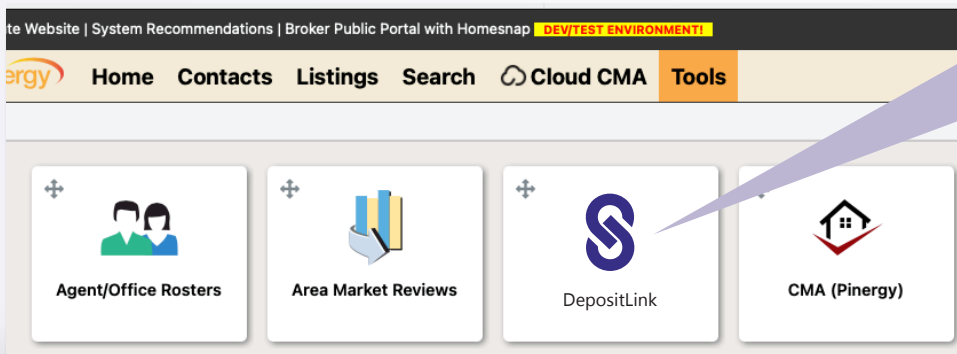 te Website | System Recommendations | Broker Public Portal with Homesnap DEV/TEST ENVIRONMENT!
ergy Home Contacts Listings Search Cloud CMA Tools
Agent/Office Rosters Area Market Reviews DepositLink CMA (Pinergy)